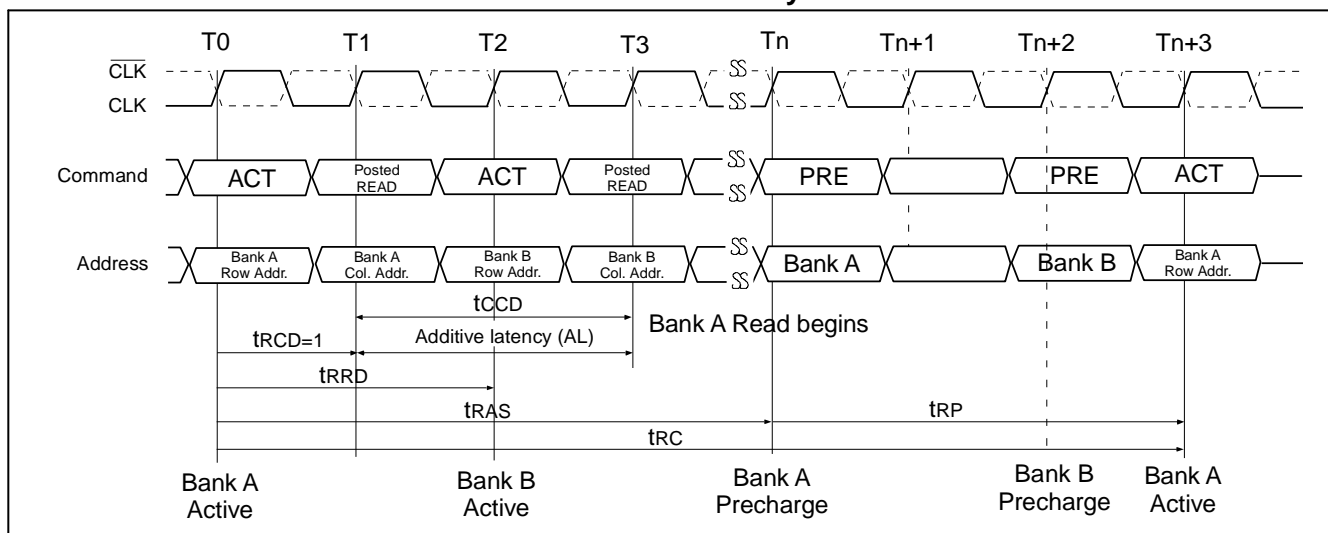 T0 T1 T2 T3 Tn Tn+1 Tn+2 Tn+3
CLK
CLK
Command
ACT
Posted
READ
ACT
Posted
READ
PRE
PRE
ACT
Address
Bank A
Row Addr.
Bank A
Col. Addr.
Bank B
Row Addr.
Bank B
Col. Addr.
Bank A
Bank B
Bank A
Row Addr.
tCCD
Bank A Read begins
tRCD=1
Additive latency (AL)
tRRD
tRAS
tRP
tRC
Bank A
Active
Bank B
Active
Bank A
Precharge
Bank B
Precharge
Bank A
Active